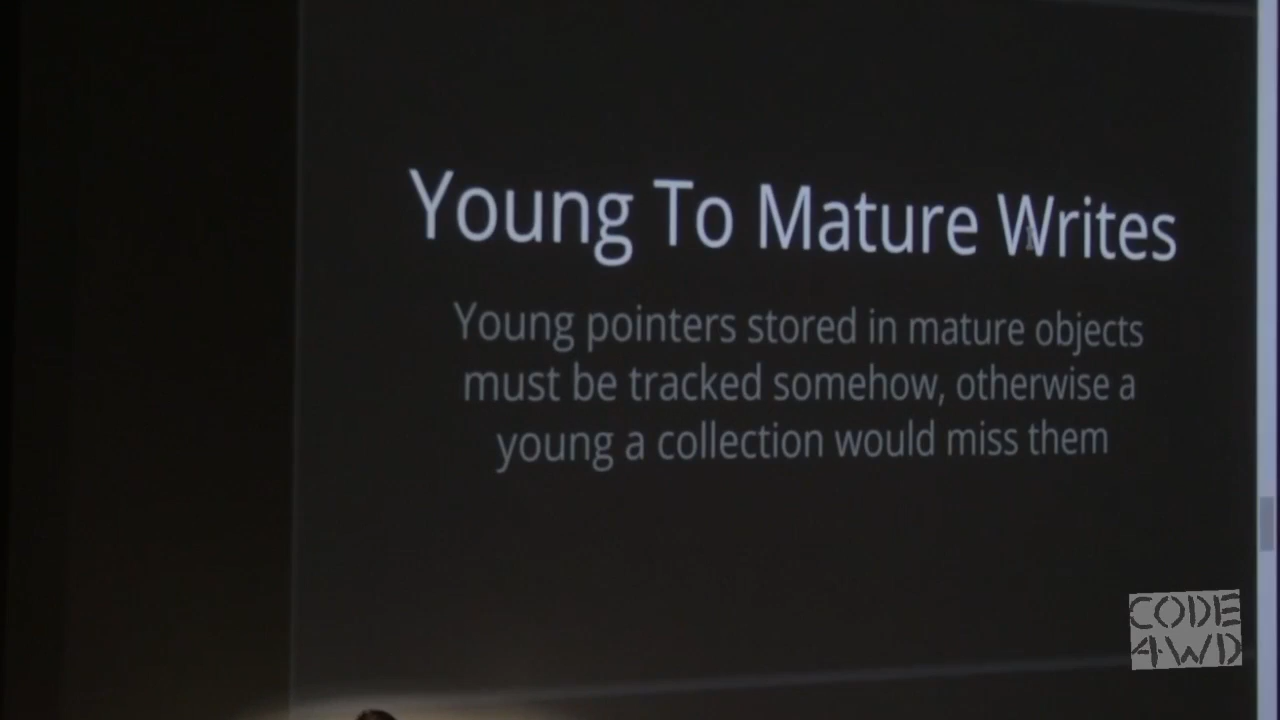 Young To Mature Writes
Young pointers stored in mature objects
must be tracked somehow, otherwise a
young a collection would miss them
CODE
4WD